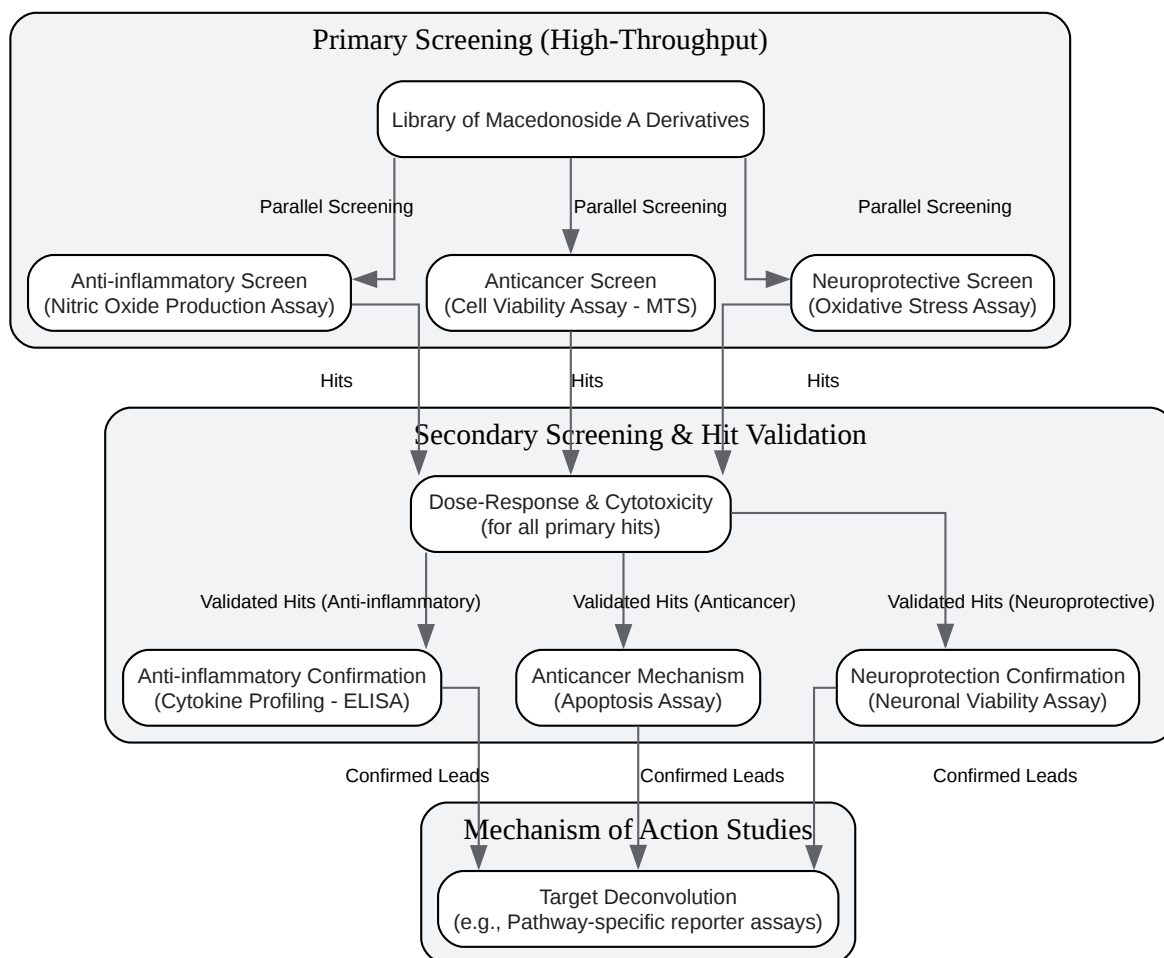 Primary Screening (High-Throughput)
Library of Macedonoside A Derivatives
Parallel Screening
Parallel Screening
Parallel Screening
Anti-inflammatory Screen
(Nitric Oxide Production Assay)
Anticancer Screen
(Cell Viability Assay - MTS)
Neuroprotective Screen
(Oxidative Stress Assay)
Hits
Hits
Hits
Secondary Screening & Hit Validation
Dose-Response & Cytotoxicity
(for all primary hits)
Validated Hits (Anti-inflammatory)
Validated Hits (Anticancer)
Validated Hits (Neuroprotective)
Anti-inflammatory Confirmation
(Cytokine Profiling - ELISA)
Anticancer Mechanism
(Apoptosis Assay)
Neuroprotection Confirmation
(Neuronal Viability Assay)
Confirmed Leads
Confirmed Leads
Confirmed Leads
Mechanism of Action Studies
Target Deconvolution
(e.g., Pathway-specific reporter assays)